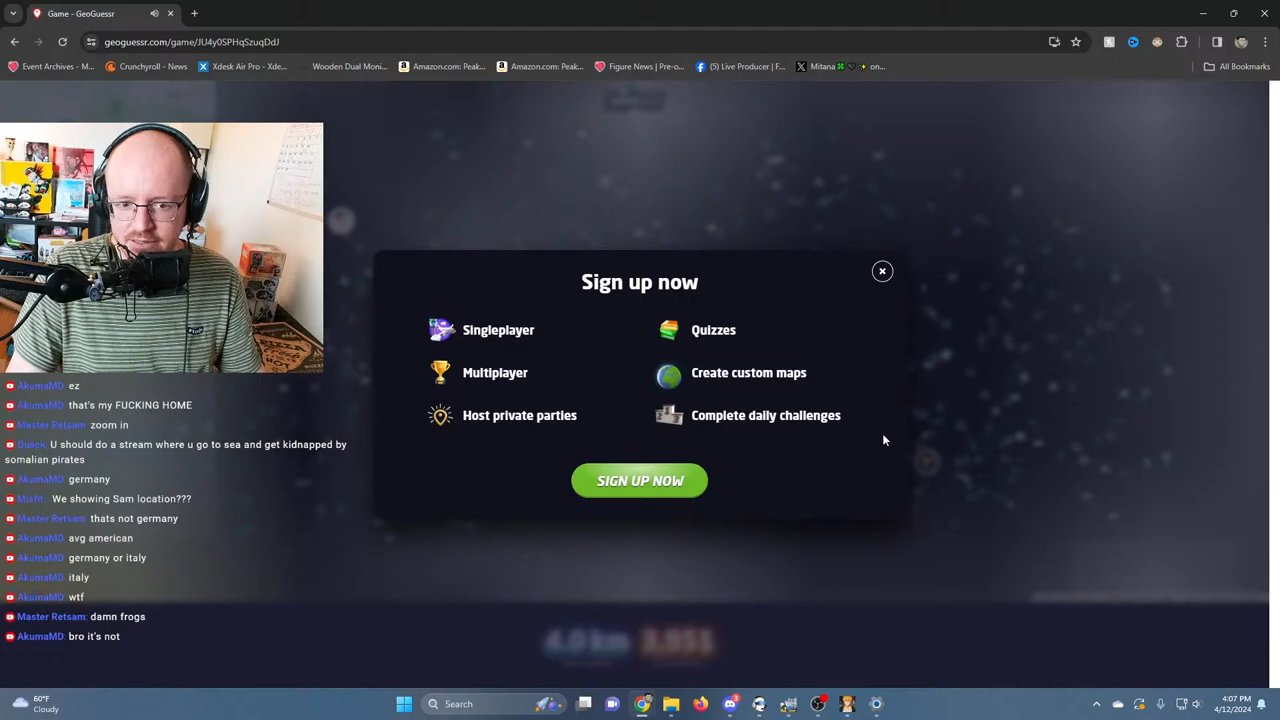 Game - GeoGuessr
geoguessr.com/game/JU4y0SPHqSzuqDdJ
Event Archives - M...
Crunchyroll - News
Xdesk Air Pro - Xde...
Wooden Dual Moni...
Amazon.com: Peak...
Amazon.com: Peak...
Figure News | Pre-o...
(5) Live Producer | F...
Mitana🍀🖤✨ on...
All Bookmarks
Sign up now
Singleplayer
Quizzes
Multiplayer
Create custom maps
Host private parties
Complete daily challenges
SIGN UP NOW
AkumaMD: ez
AkumaMD: that's my FUCKING HOME
Master Retsam: zoom in
Quack: U should do a stream where u go to sea and get kidnapped by
somalian pirates
AkumaMD: germany
Misfit: We showing Sam location???
Master Retsam: thats not germany
AkumaMD: avg american
AkumaMD: germany or italy
AkumaMD: italy
AkumaMD: wtf
Master Retsam: damn frogs
AkumaMD: bro it's not
4.0 km 3,951
60°F
Cloudy
Search
4:07 PM
4/12/2024